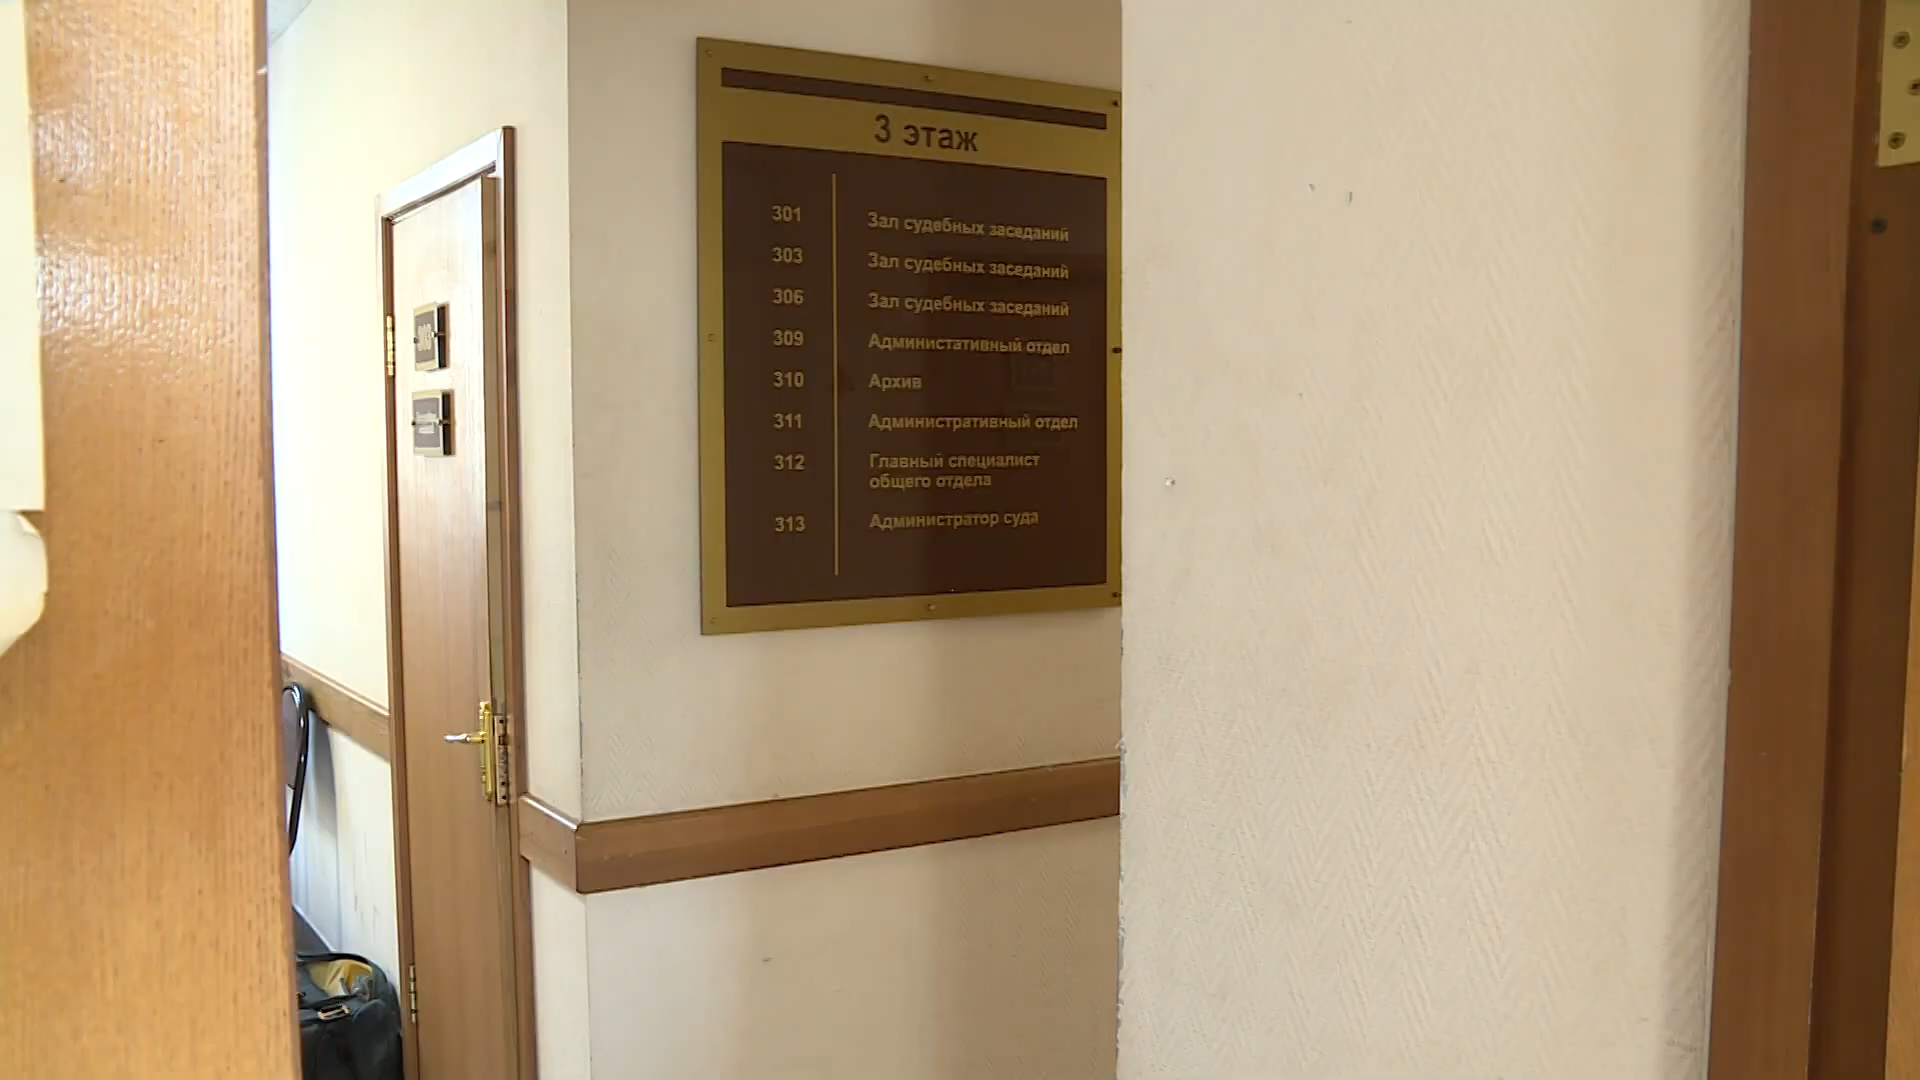 3 этаж
301 Зал судебных заседаний
303 Зал судебных заседаний
306 Зал судебных заседаний
309 Администативный отдел
310 Архив
311 Административный отдел
312 Главный специалист
общего отдела
313 Администратор суда